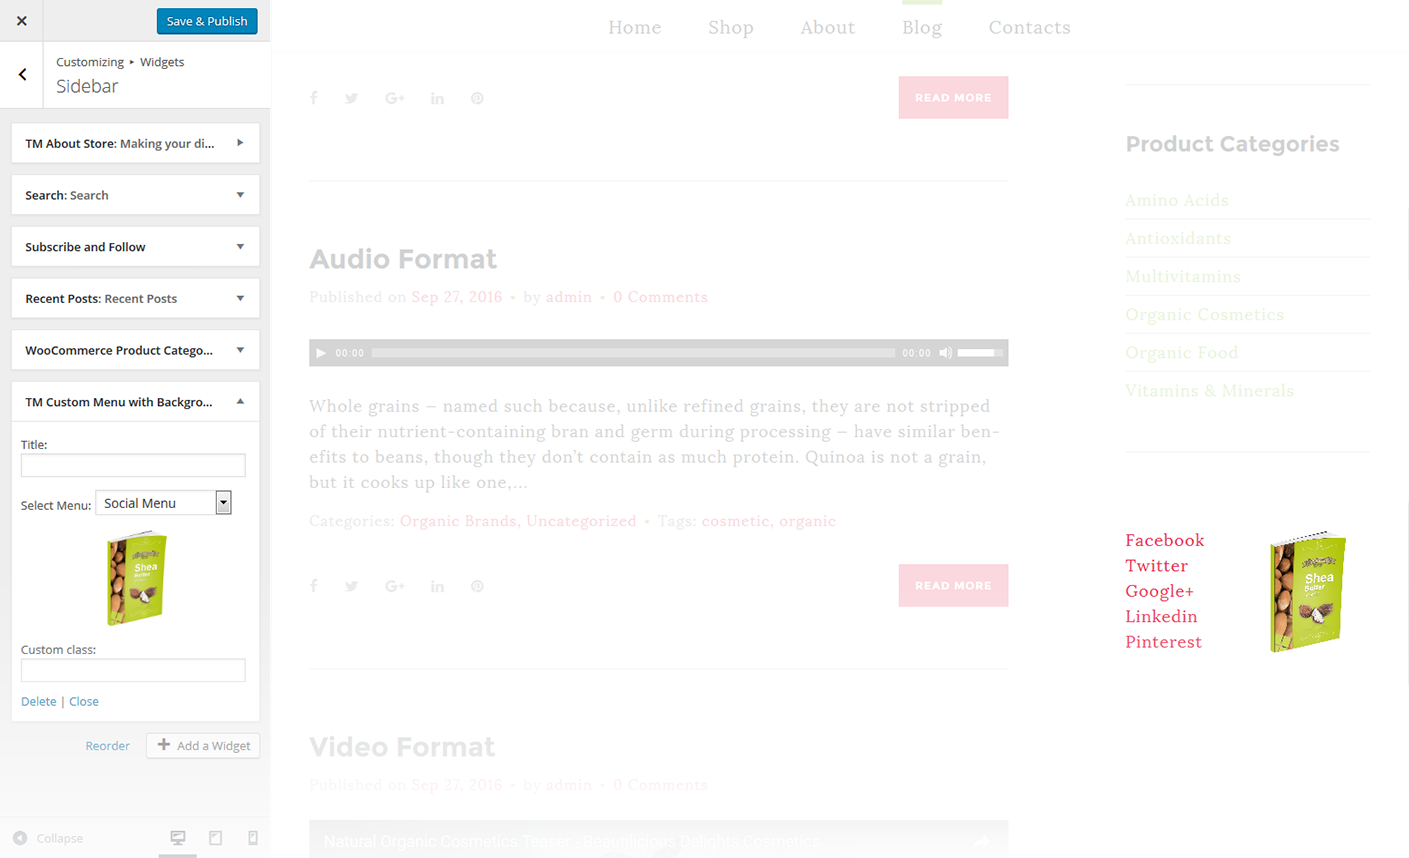 Save & Publish
Customizing ▸ Widgets
Sidebar
TM About Store: Making your di...
Search: Search
Subscribe and Follow
Recent Posts: Recent Posts
WooCommerce Product Catego...
TM Custom Menu with Backgro...
Title:
Select Menu: Social Menu
Shea
Butter
Custom class:
Delete | Close
Reorder
Add a Widget
Collapse
Home Shop About Blog Contacts
READ MORE
Audio Format
Published on Sep 27, 2016 • by admin • 0 Comments
00:00 00:00
Whole grains — named such because, unlike refined grains, they are not stripped
of their nutrient-containing bran and germ during processing — have similar ben-
efits to beans, though they don't contain as much protein. Quinoa is not a grain,
but it cooks up like one,...
Categories: Organic Brands, Uncategorized • Tags: cosmetic, organic
READ MORE
Video Format
Published on Sep 27, 2016 • by admin • 0 Comments
Natural Organic Cosmetics Teaser - Beautilicious Delights Cosmetics
Product Categories
Amino Acids
Antioxidants
Multivitamins
Organic Cosmetics
Organic Food
Vitamins & Minerals
Facebook
Twitter
Google+
Linkedin
Pinterest
Shea
Butter